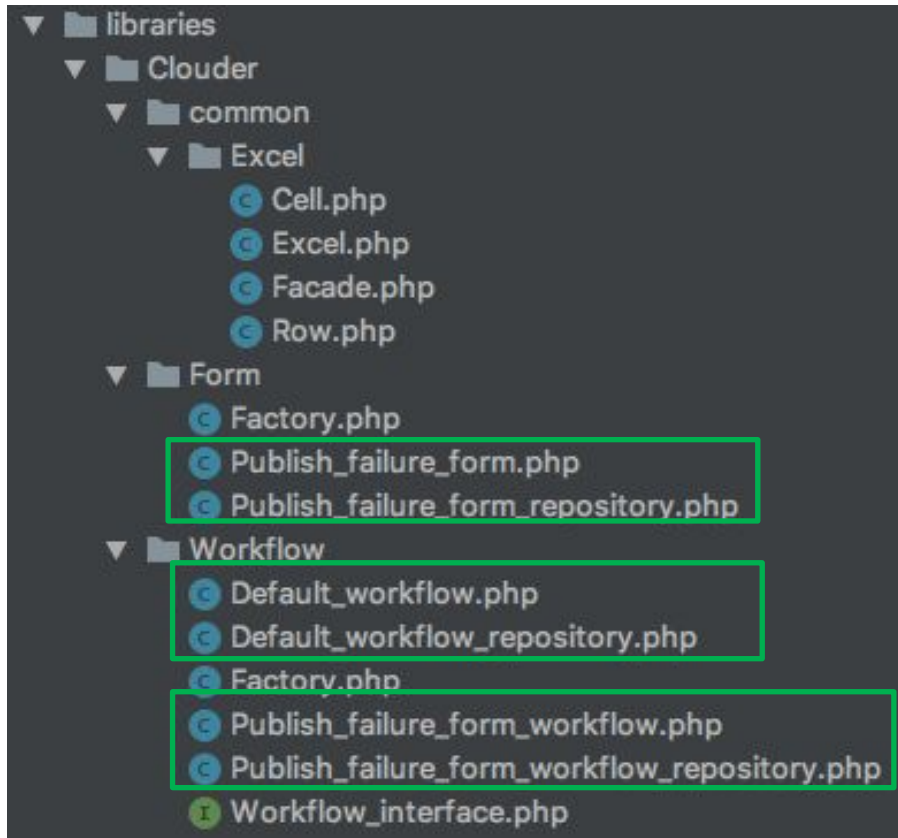 libraries
Clouder
common
Excel
Cell.php
Excel.php
Facade.php
Row.php
Form
Factory.php
Publish_failure_form.php
Publish_failure_form_repository.php
Workflow
Default_workflow.php
Default_workflow_repository.php
Factory.php
Publish_failure_form_workflow.php
Publish_failure_form_workflow_repository.php
Workflow_interface.php